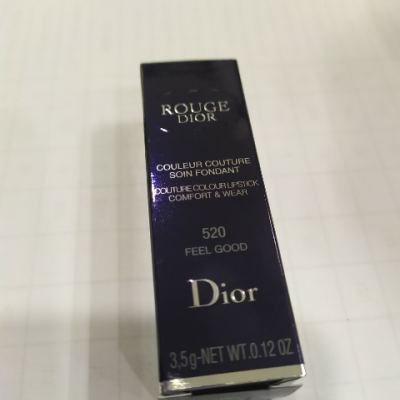 ROUGE
DIOR
COULEUR COUTURE
SOIN FONDANT
COUTURE COLOUR LIPSTICK
COMFORT & WEAR
520
FEEL GOOD
Dior
3,5g-NET WT.0.12 OZ